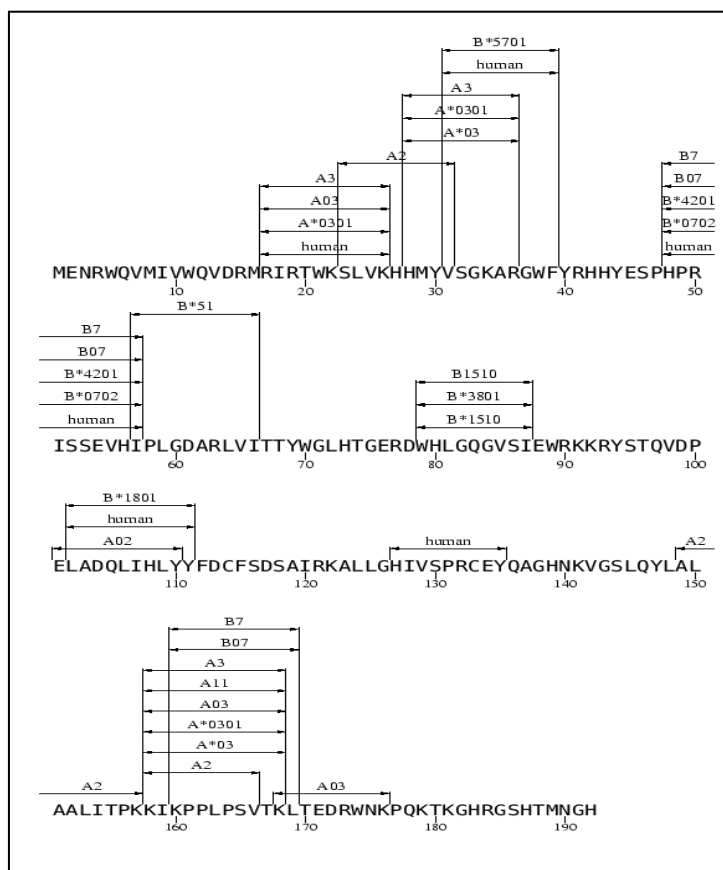 B*5701
human
A3
A*0301
A*03
A2 B7
A3 B07
A03 B*4201
A*0301 B*0702
human human
MENRWQVMIVWQVDRMRIRTWKSLVKHHMYVSGKARGWFYRHHYESPHPR
10 20 30 40 50
B*51
B7
B07
B*4201 B1510
B*0702 B*3801
human B*1510
ISSEVHIPLGDARLVITTYWGLHTGERDWHLGQGVSIEWRKKRYSTQVDP
60 70 80 90 100
B*1801
human
A02 human A2
ELADQLIHLYYFDCFSDSAIRKALLGHIVSPRCEYQAGHNKVGSLQYLAL
110 120 130 140 150
B7
B07
A3
A11
A03
A*0301
A*03
A2
A2 A03
AALITPKKIKPPLPSVTKLTEDRWNKPQKTKGHRGSHTMNGH
160 170 180 190